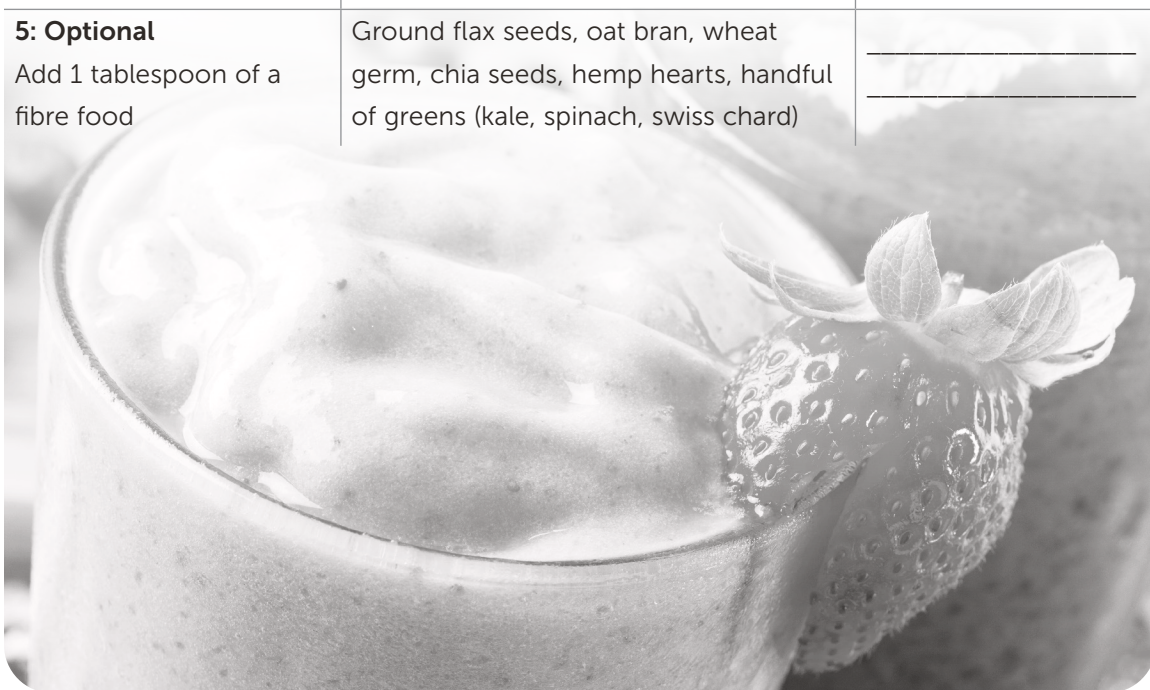 5: Optional
Add 1 tablespoon of a
fibre food
Ground flax seeds, oat bran, wheat
germ, chia seeds, hemp hearts, handful
of greens (kale, spinach, swiss chard)